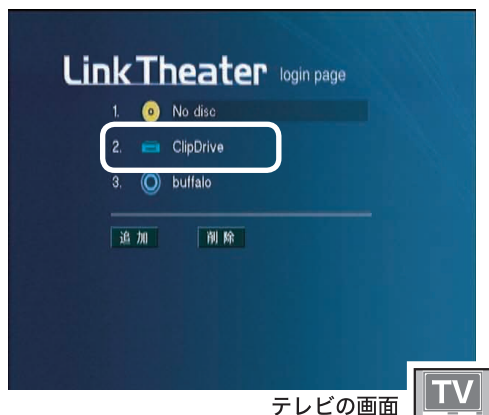 LinkTheater login page
1. No disc
2. ClipDrive
3. buffalo
追加 削除
テレビの画面 TV